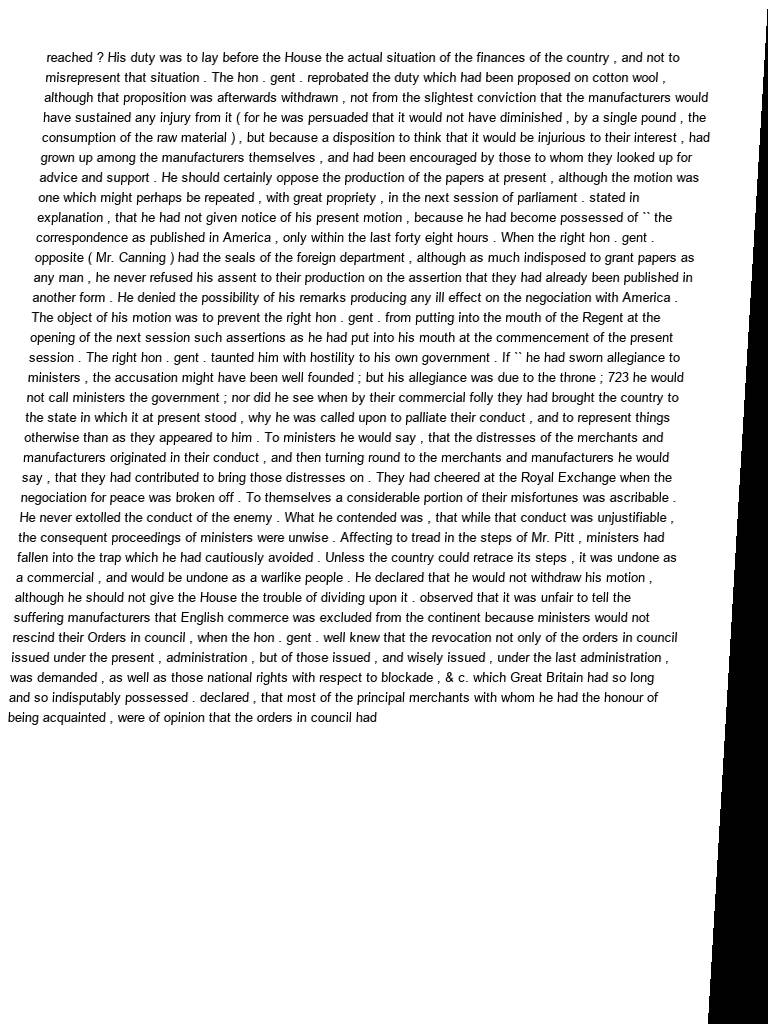 reached ? His duty was to lay before the House the actual situation of the finances of the country , and not to
misrepresent that situation . The hon . gent . reprobated the duty which had been proposed on cotton wool ,
although that proposition was afterwards withdrawn , not from the slightest conviction that the manufacturers would
have sustained any injury from it ( for he was persuaded that it would not have diminished , by a single pound , the
consumption of the raw material ) , but because a disposition to think that it would be injurious to their interest , had
grown up among the manufacturers themselves , and had been encouraged by those to whom they looked up for
advice and support . He should certainly oppose the production of the papers at present , although the motion was
one which might perhaps be repeated , with great propriety , in the next session of parliament . stated in
explanation , that he had not given notice of his present motion , because he had become possessed of `` the
correspondence as published in America , only within the last forty eight hours . When the right hon . gent .
opposite ( Mr. Canning ) had the seals of the foreign department , although as much indisposed to grant papers as
any man , he never refused his assent to their production on the assertion that they had already been published in
another form . He denied the possibility of his remarks producing any ill effect on the negociation with America .
The object of his motion was to prevent the right hon . gent . from putting into the mouth of the Regent at the
opening of the next session such assertions as he had put into his mouth at the commencement of the present
session . The right hon . gent . taunted him with hostility to his own government . If `` he had sworn allegiance to
ministers , the accusation might have been well founded ; but his allegiance was due to the throne ; 723 he would
not call ministers the government ; nor did he see when by their commercial folly they had brought the country to
the state in which it at present stood , why he was called upon to palliate their conduct , and to represent things
otherwise than as they appeared to him . To ministers he would say , that the distresses of the merchants and
manufacturers originated in their conduct , and then turning round to the merchants and manufacturers he would
say , that they had contributed to bring those distresses on . They had cheered at the Royal Exchange when the
negociation for peace was broken off . To themselves a considerable portion of their misfortunes was ascribable .
He never extolled the conduct of the enemy . What he contended was , that while that conduct was unjustifiable ,
the consequent proceedings of ministers were unwise . Affecting to tread in the steps of Mr. Pitt , ministers had
fallen into the trap which he had cautiously avoided . Unless the country could retrace its steps , it was undone as
a commercial , and would be undone as a warlike people . He declared that he would not withdraw his motion ,
although he should not give the House the trouble of dividing upon it . observed that it was unfair to tell the
suffering manufacturers that English commerce was excluded from the continent because ministers would not
rescind their Orders in council , when the hon . gent . well knew that the revocation not only of the orders in council
issued under the present , administration , but of those issued , and wisely issued , under the last administration ,
was demanded , as well as those national rights with respect to blockade , & c. which Great Britain had so long
and so indisputably possessed . declared , that most of the principal merchants with whom he had the honour of
being acquainted , were of opinion that the orders in council had